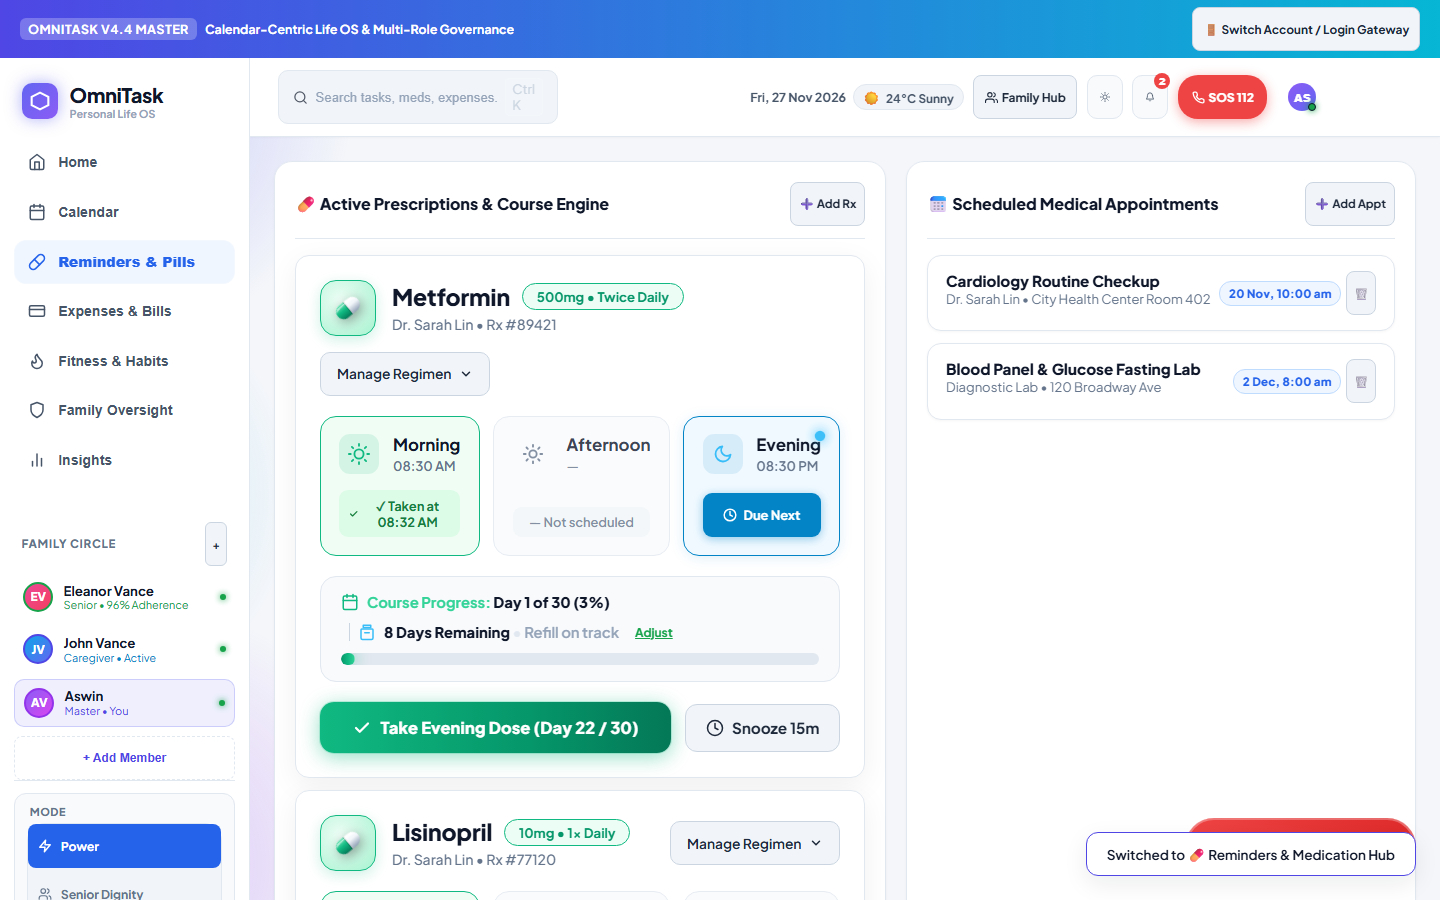 OMNITASK V4.4 MASTER Calendar-Centric Life OS & Multi-Role Governance
Switch Account / Login Gateway
OmniTask
Personal Life OS
Search tasks, meds, expenses.
Ctrl
K
Fri, 27 Nov 2026
24°C Sunny
Family Hub
2
SOS 112
AS
Home
Calendar
Reminders & Pills
Expenses & Bills
Fitness & Habits
Family Oversight
Insights
FAMILY CIRCLE
+
EV
Eleanor Vance
Senior • 96% Adherence
JV
John Vance
Caregiver • Active
AV
Aswin
Master • You
+ Add Member
MODE
Power
Senior Dignity
Active Prescriptions & Course Engine
+ Add Rx
Metformin
500mg • Twice Daily
Dr. Sarah Lin • Rx #89421
Manage Regimen
Morning
08:30 AM
✓ Taken at
08:32 AM
Afternoon
—
— Not scheduled
Evening
08:30 PM
Due Next
Course Progress: Day 1 of 30 (3%)
8 Days Remaining • Refill on track Adjust
Take Evening Dose (Day 22 / 30)
Snooze 15m
Lisinopril
10mg • 1x Daily
Dr. Sarah Lin • Rx #77120
Manage Regimen
Scheduled Medical Appointments
+ Add Appt
Cardiology Routine Checkup
Dr. Sarah Lin • City Health Center Room 402
20 Nov, 10:00 am
Blood Panel & Glucose Fasting Lab
Diagnostic Lab • 120 Broadway Ave
2 Dec, 8:00 am
Switched to Reminders & Medication Hub